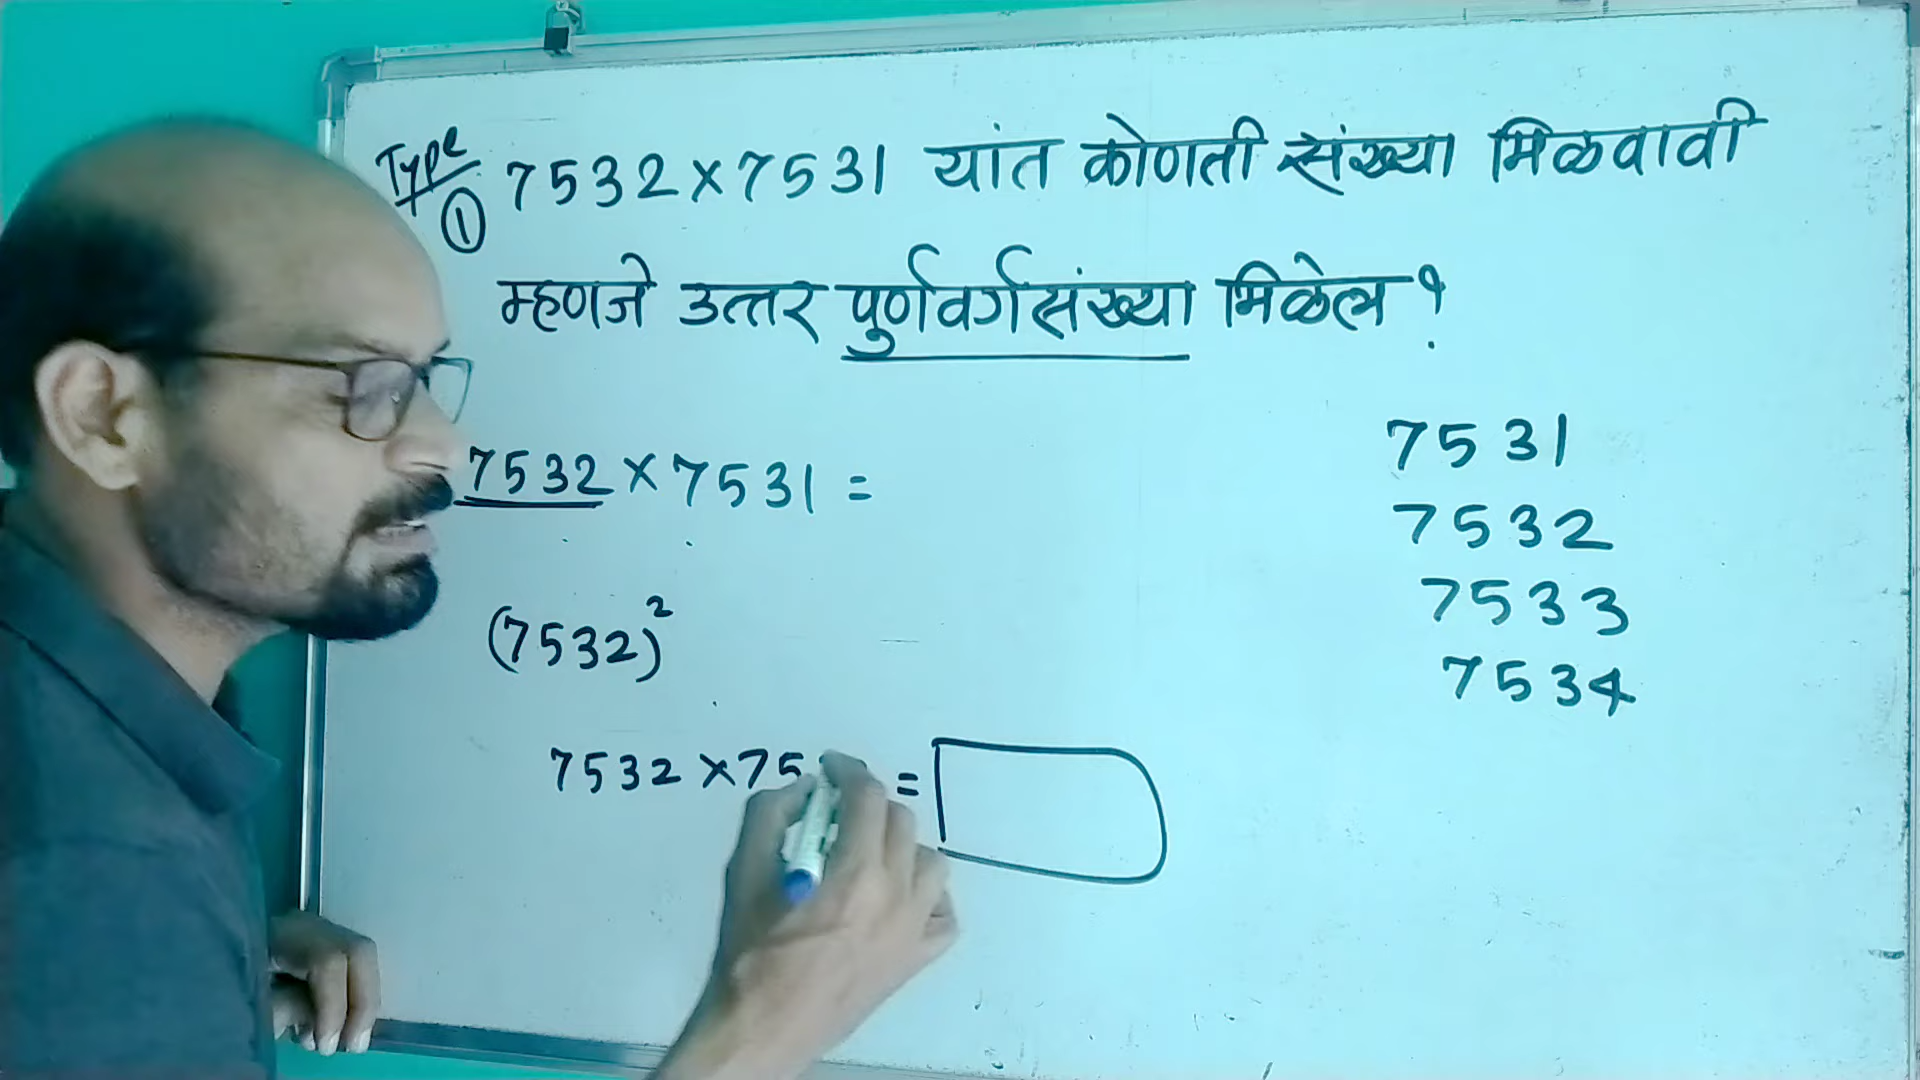 Type
① 7532×7531 यांत कोणती संख्या मिळवावी
म्हणजे उत्तर पुर्णवर्गसंख्या मिळेल ?
7532 × 7531 =
(7532)²
7532 × 75 =
7531
7532
7533
7534